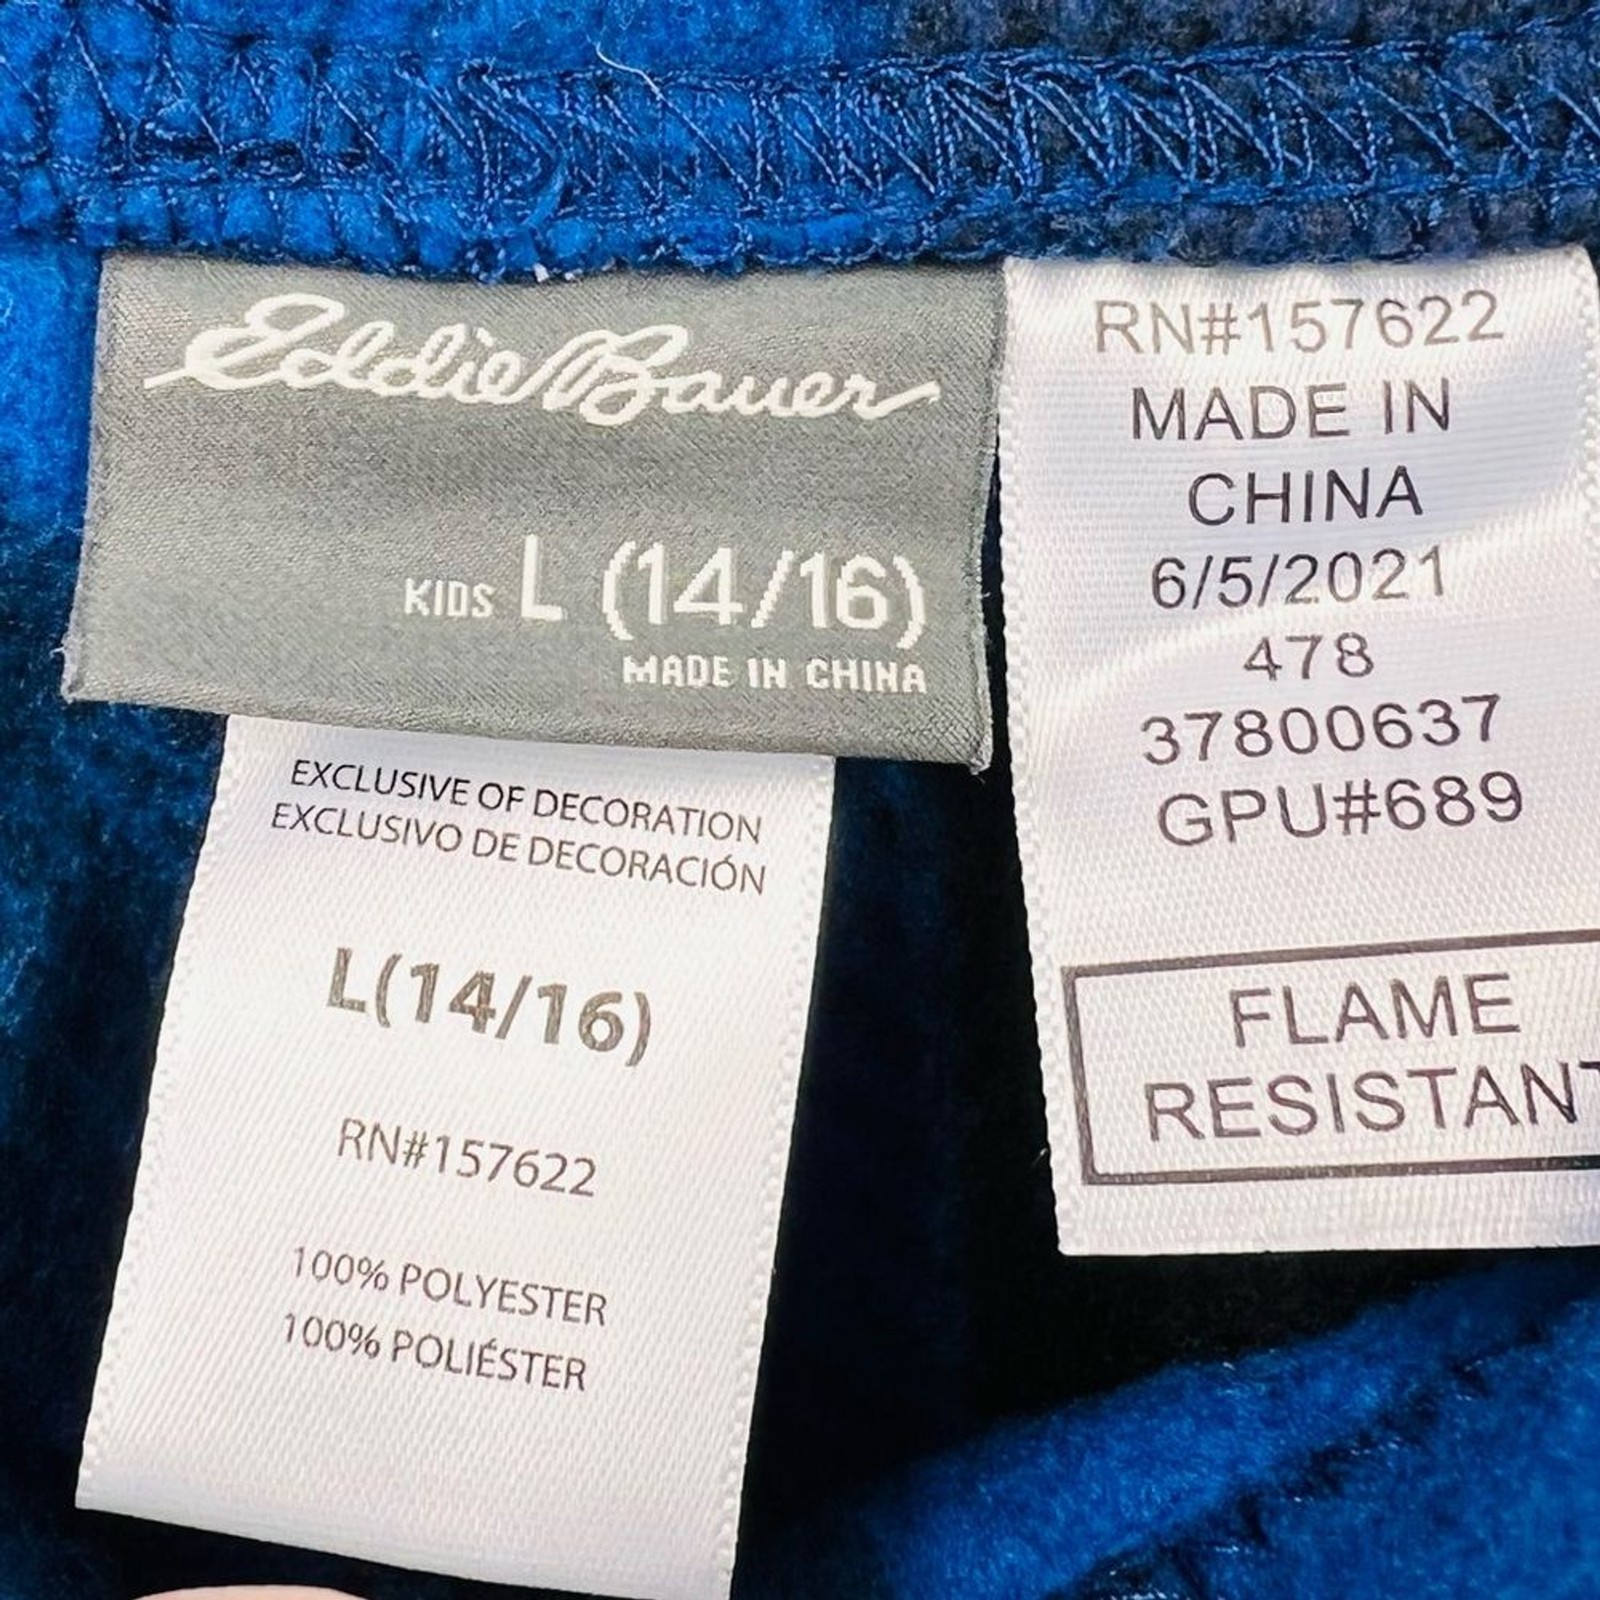 Eddie Bauer
KIDS L (14/16)
MADE IN CHINA
EXCLUSIVE OF DECORATION
EXCLUSIVO DE DECORACIÓN
L(14/16)
RN#157622
100% POLYESTER
100% POLIÉSTER
RN#157622
MADE IN
CHINA
6/5/2021
478
37800637
GPU#689
FLAME
RESISTANT